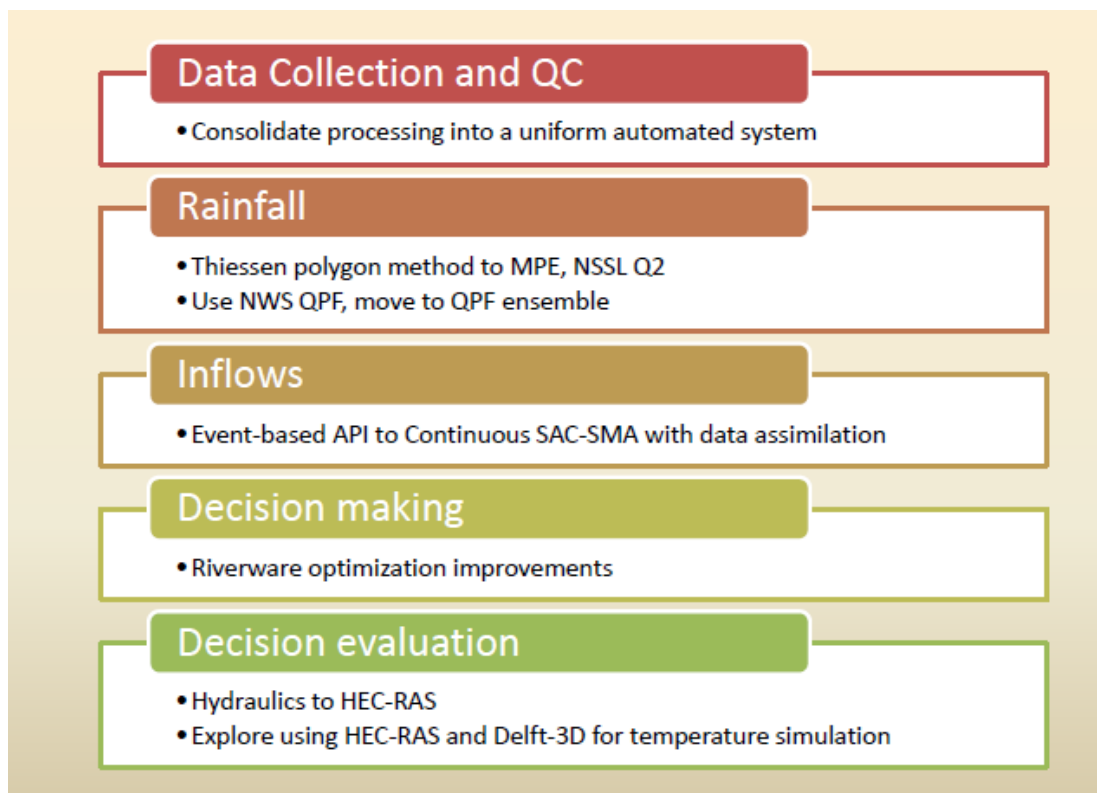 Data Collection and QC
• Consolidate processing into a uniform automated system
Rainfall
• Thiessen polygon method to MPE, NSSL Q2
• Use NWS QPF, move to QPF ensemble
Inflows
• Event-based API to Continuous SAC-SMA with data assimilation
Decision making
• Riverware optimization improvements
Decision evaluation
• Hydraulics to HEC-RAS
• Explore using HEC-RAS and Delft-3D for temperature simulation